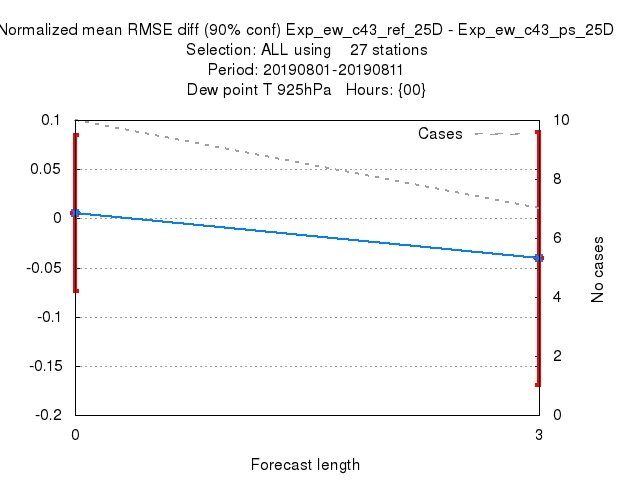 Normalized mean RMSE diff (90% conf) Exp_ew_c43_ref_25D - Exp_ew_c43_ps_25D
Selection: ALL using 27 stations
Period: 20190801-20190811
Dew point T 925hPa Hours: {00}
Cases
0.1
0.05
0
-0.05
-0.1
-0.15
-0.2
10
8
6
4
2
0
No cases
0 3
Forecast length